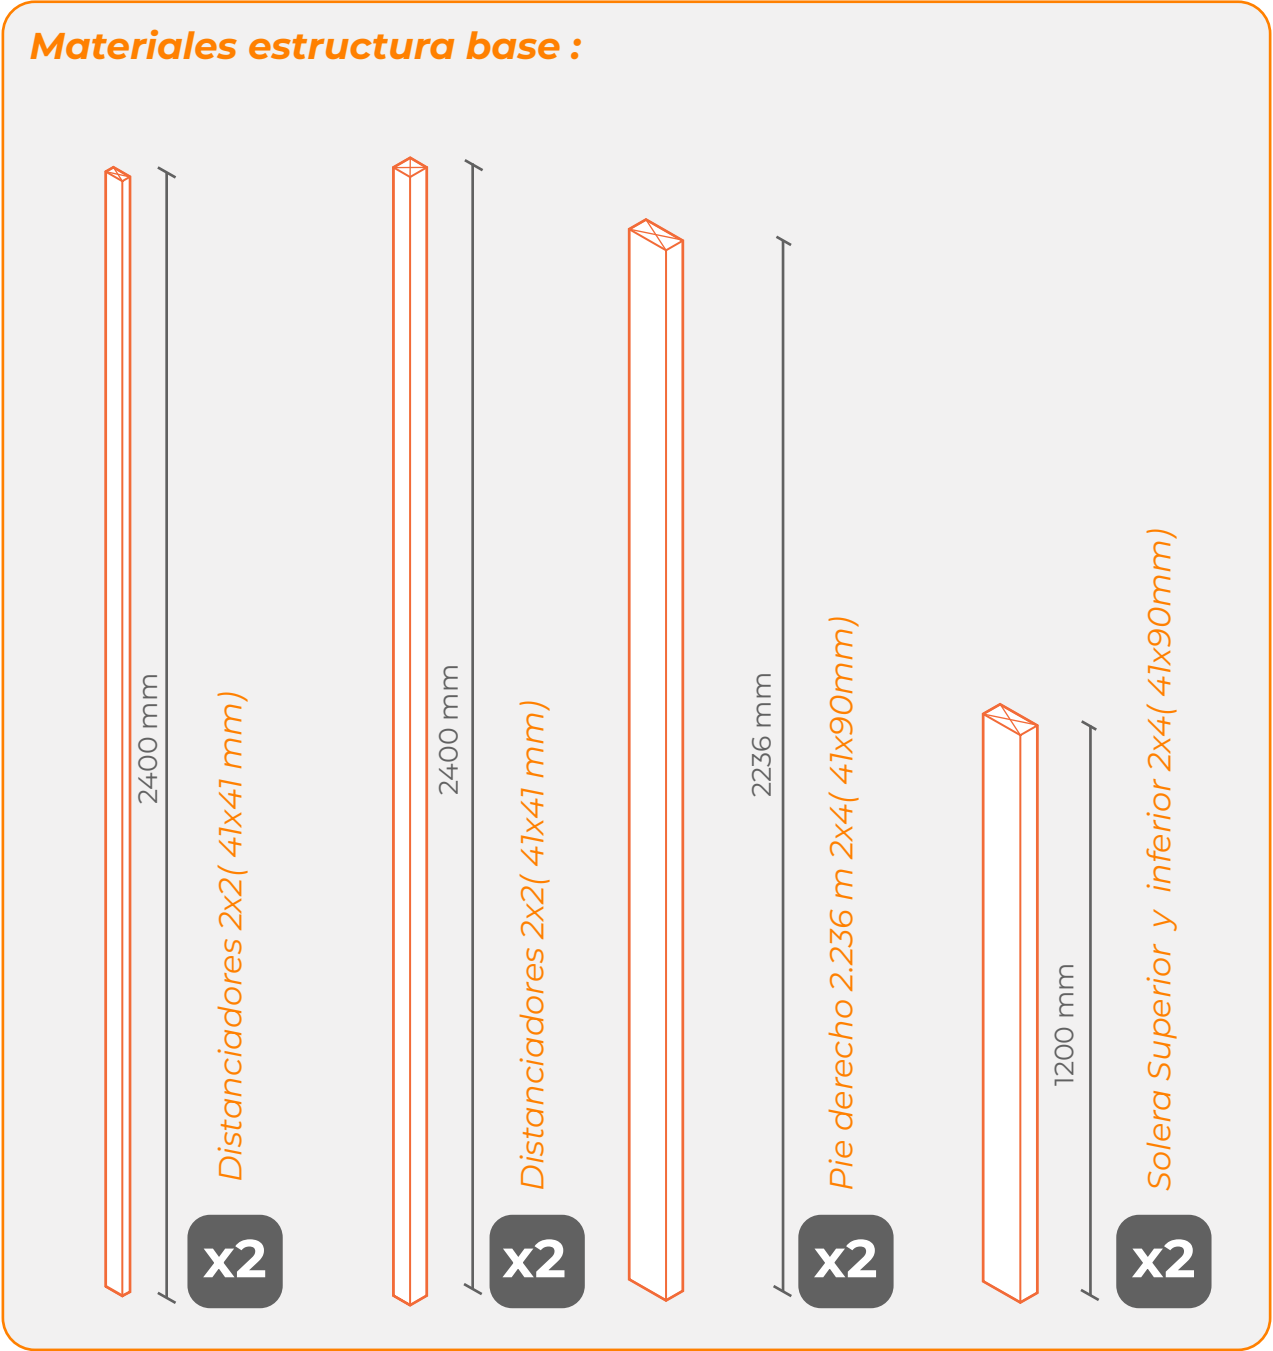 Materiales estructura base :
2400 mm
Distanciadores 2x2( 41x41 mm)
x2
2400 mm
Distanciadores 2x2( 41x41 mm)
x2
2236 mm
Pie derecho 2.236 m 2x4( 41x90mm)
x2
1200 mm
Solera Superior y inferior 2x4( 41x90mm)
x2